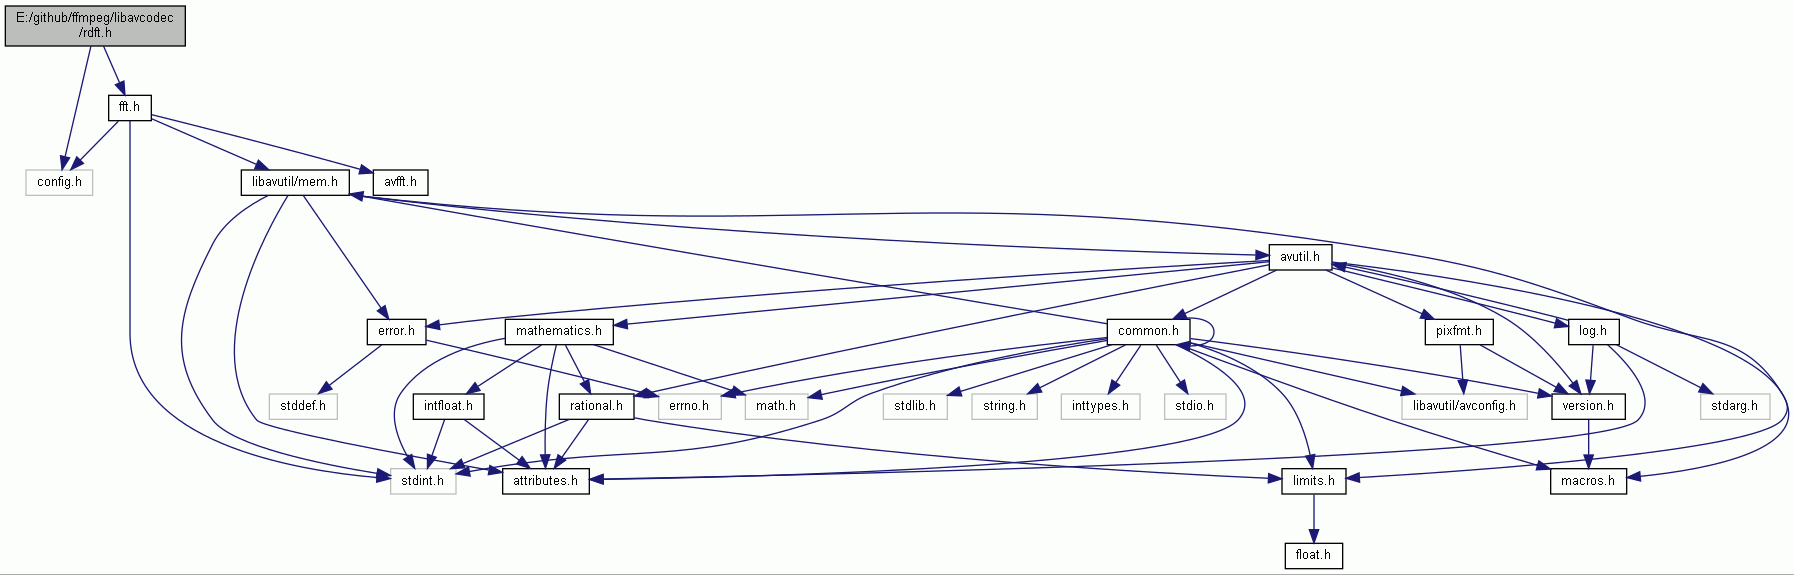 E:/github/ffmpeg/libavcodec
/rdft.h
fft.h
config.h
libavutil/mem.h
avfft.h
avutil.h
error.h
mathematics.h
common.h
pixfmt.h
log.h
stddef.h
intfloat.h
rational.h
errno.h
math.h
stdlib.h
string.h
inttypes.h
stdio.h
libavutil/avconfig.h
version.h
stdarg.h
stdint.h
attributes.h
limits.h
macros.h
float.h